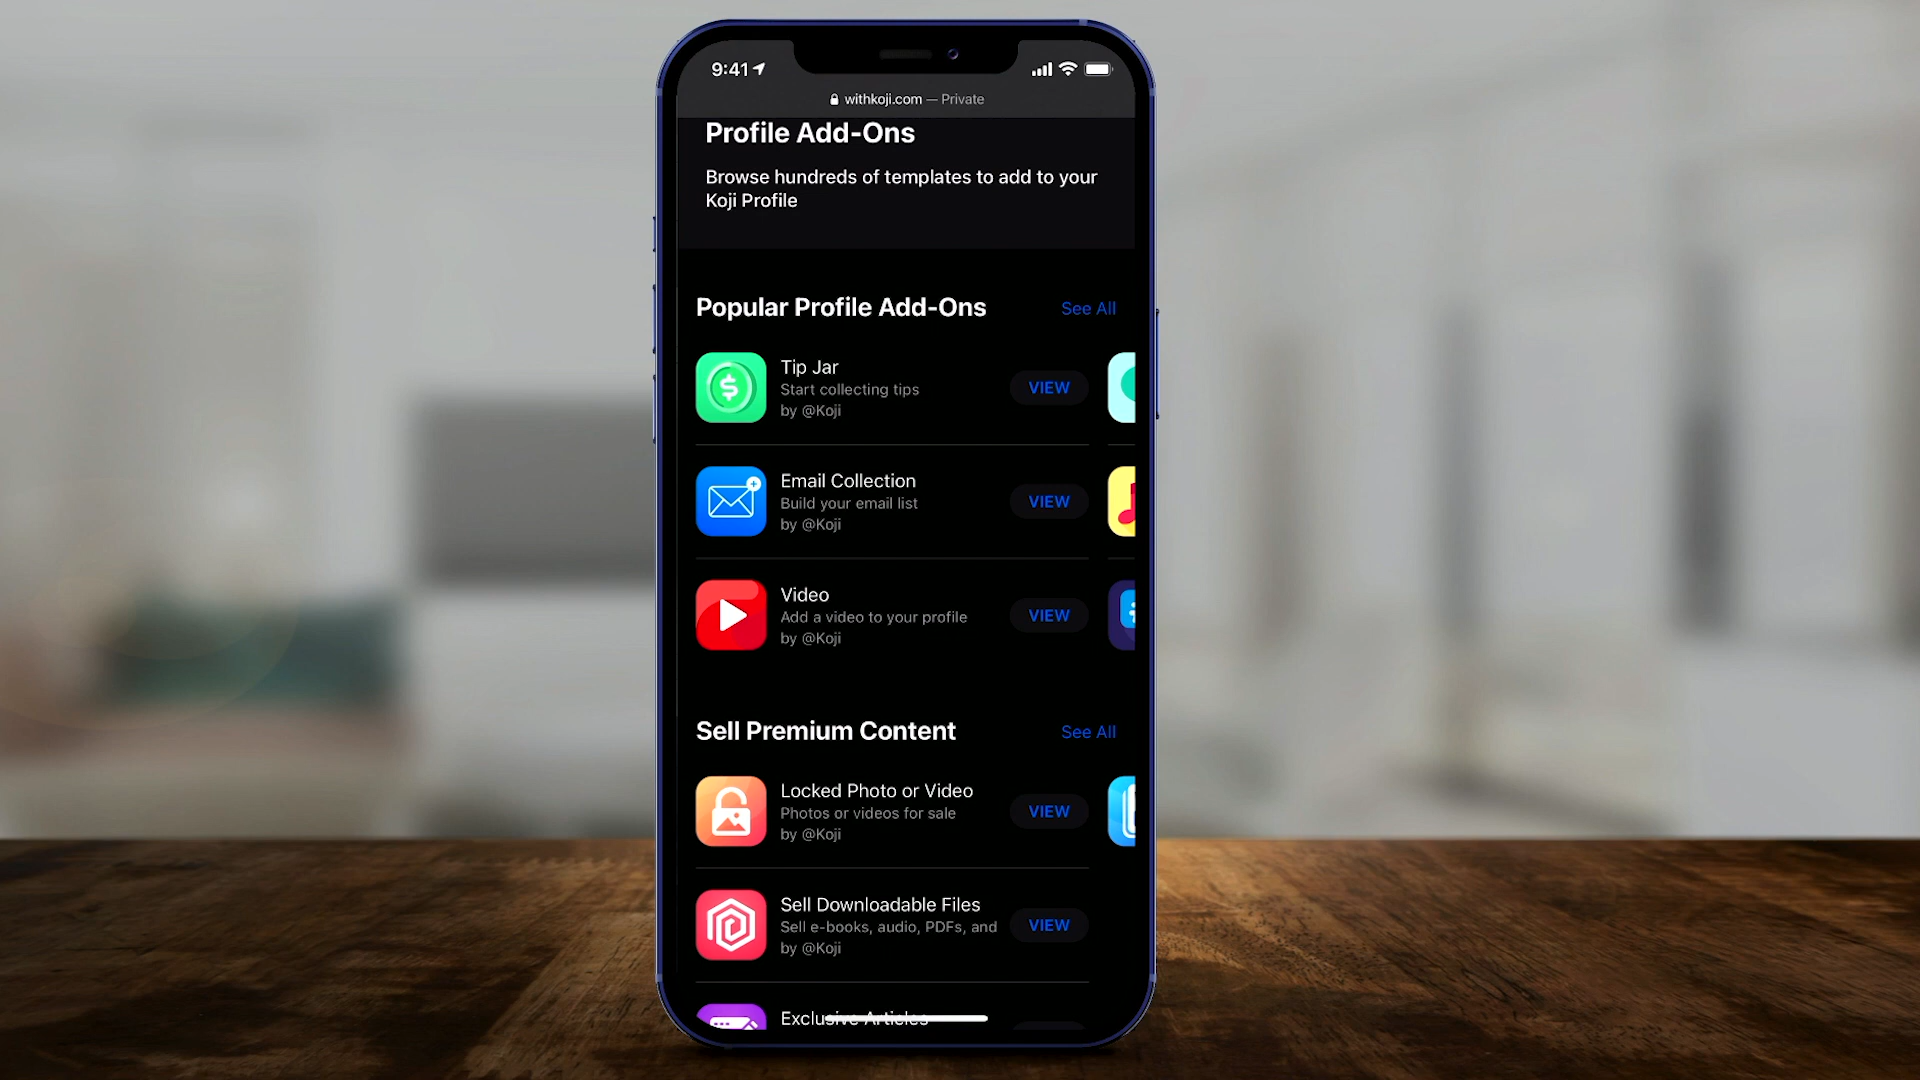 9:41
withkoji.com — Private
Profile Add-Ons
Browse hundreds of templates to add to your
Koji Profile
Popular Profile Add-Ons
See All
Tip Jar
Start collecting tips
by @Koji
VIEW
Email Collection
Build your email list
by @Koji
VIEW
Video
Add a video to your profile
by @Koji
VIEW
Sell Premium Content
See All
Locked Photo or Video
Photos or videos for sale
by @Koji
VIEW
Sell Downloadable Files
Sell e-books, audio, PDFs, and
by @Koji
VIEW
Exclusive Articles